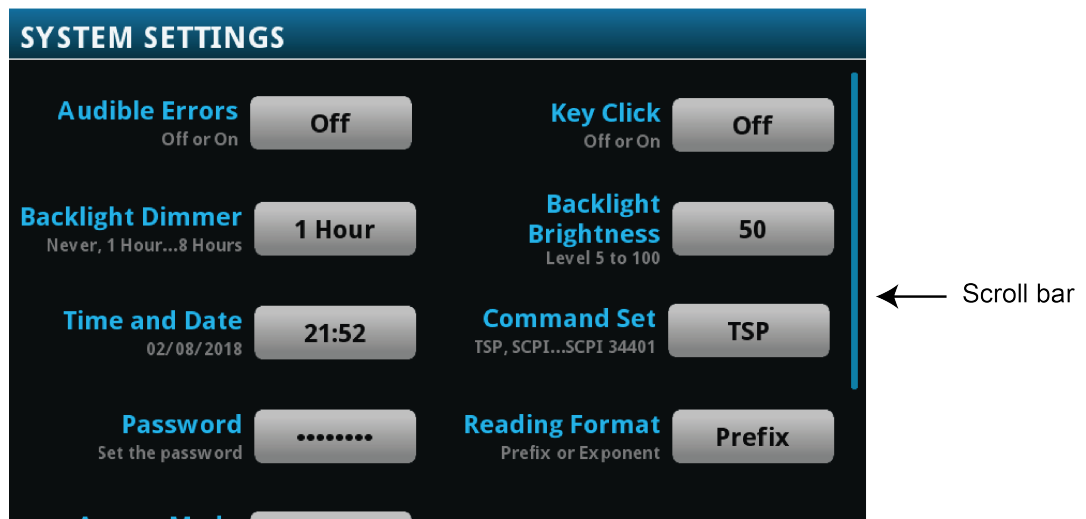 SYSTEM SETTINGS
Audible Errors
Off or On
Off
Key Click
Off or On
Off
Backlight Dimmer
Never, 1 Hour...8 Hours
1 Hour
Backlight
Brightness
Level 5 to 100
50
Scroll bar
Time and Date
02/08/2018
21:52
Command Set
TSP, SCPI...SCPI 34401
TSP
Password
Set the password
••••••••
Reading Format
Prefix or Exponent
Prefix